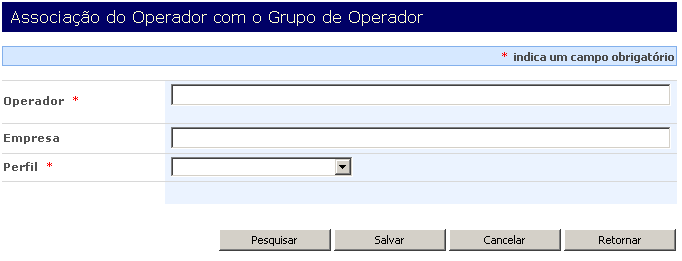 Associação do Operador com o Grupo de Operador
* indica um campo obrigatório
Operador *
Empresa
Perfil *
Pesquisar Salvar Cancelar Retornar